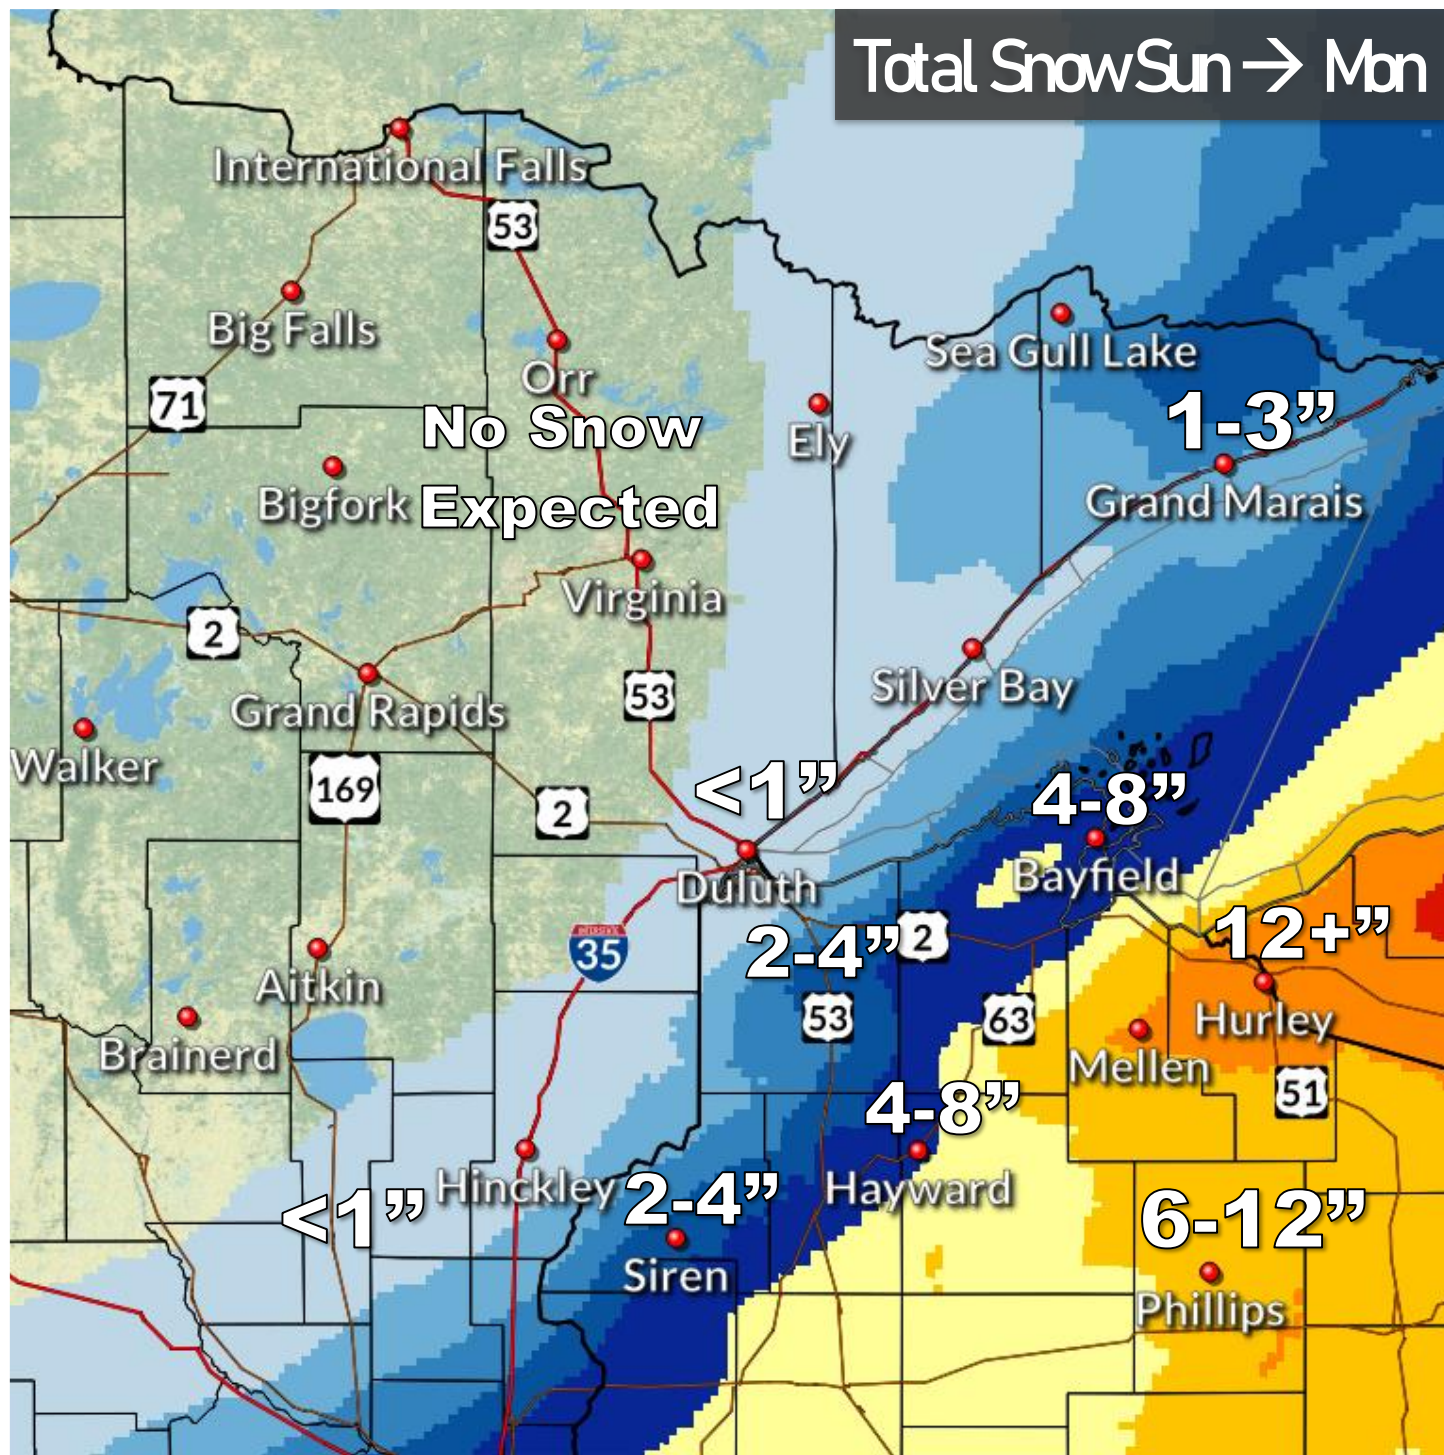 Total Snow Sun → Mon
International Falls
53
Big Falls
Orr
Sea Gull Lake
71
1-3”
No Snow
Ely
Bigfork
Expected
Grand Marais
Virginia
2
Silver Bay
53
Grand Rapids
Walker
169
<1”
4-8”
2
Duluth
Bayfield
2-4”
2
12+”
INTERSTATE
35
Aitkin
53
63
Hurley
Brainerd
Mellen
51
4-8”
Hinckley
2-4”
Hayward
<1”
6-12”
Siren
Phillips